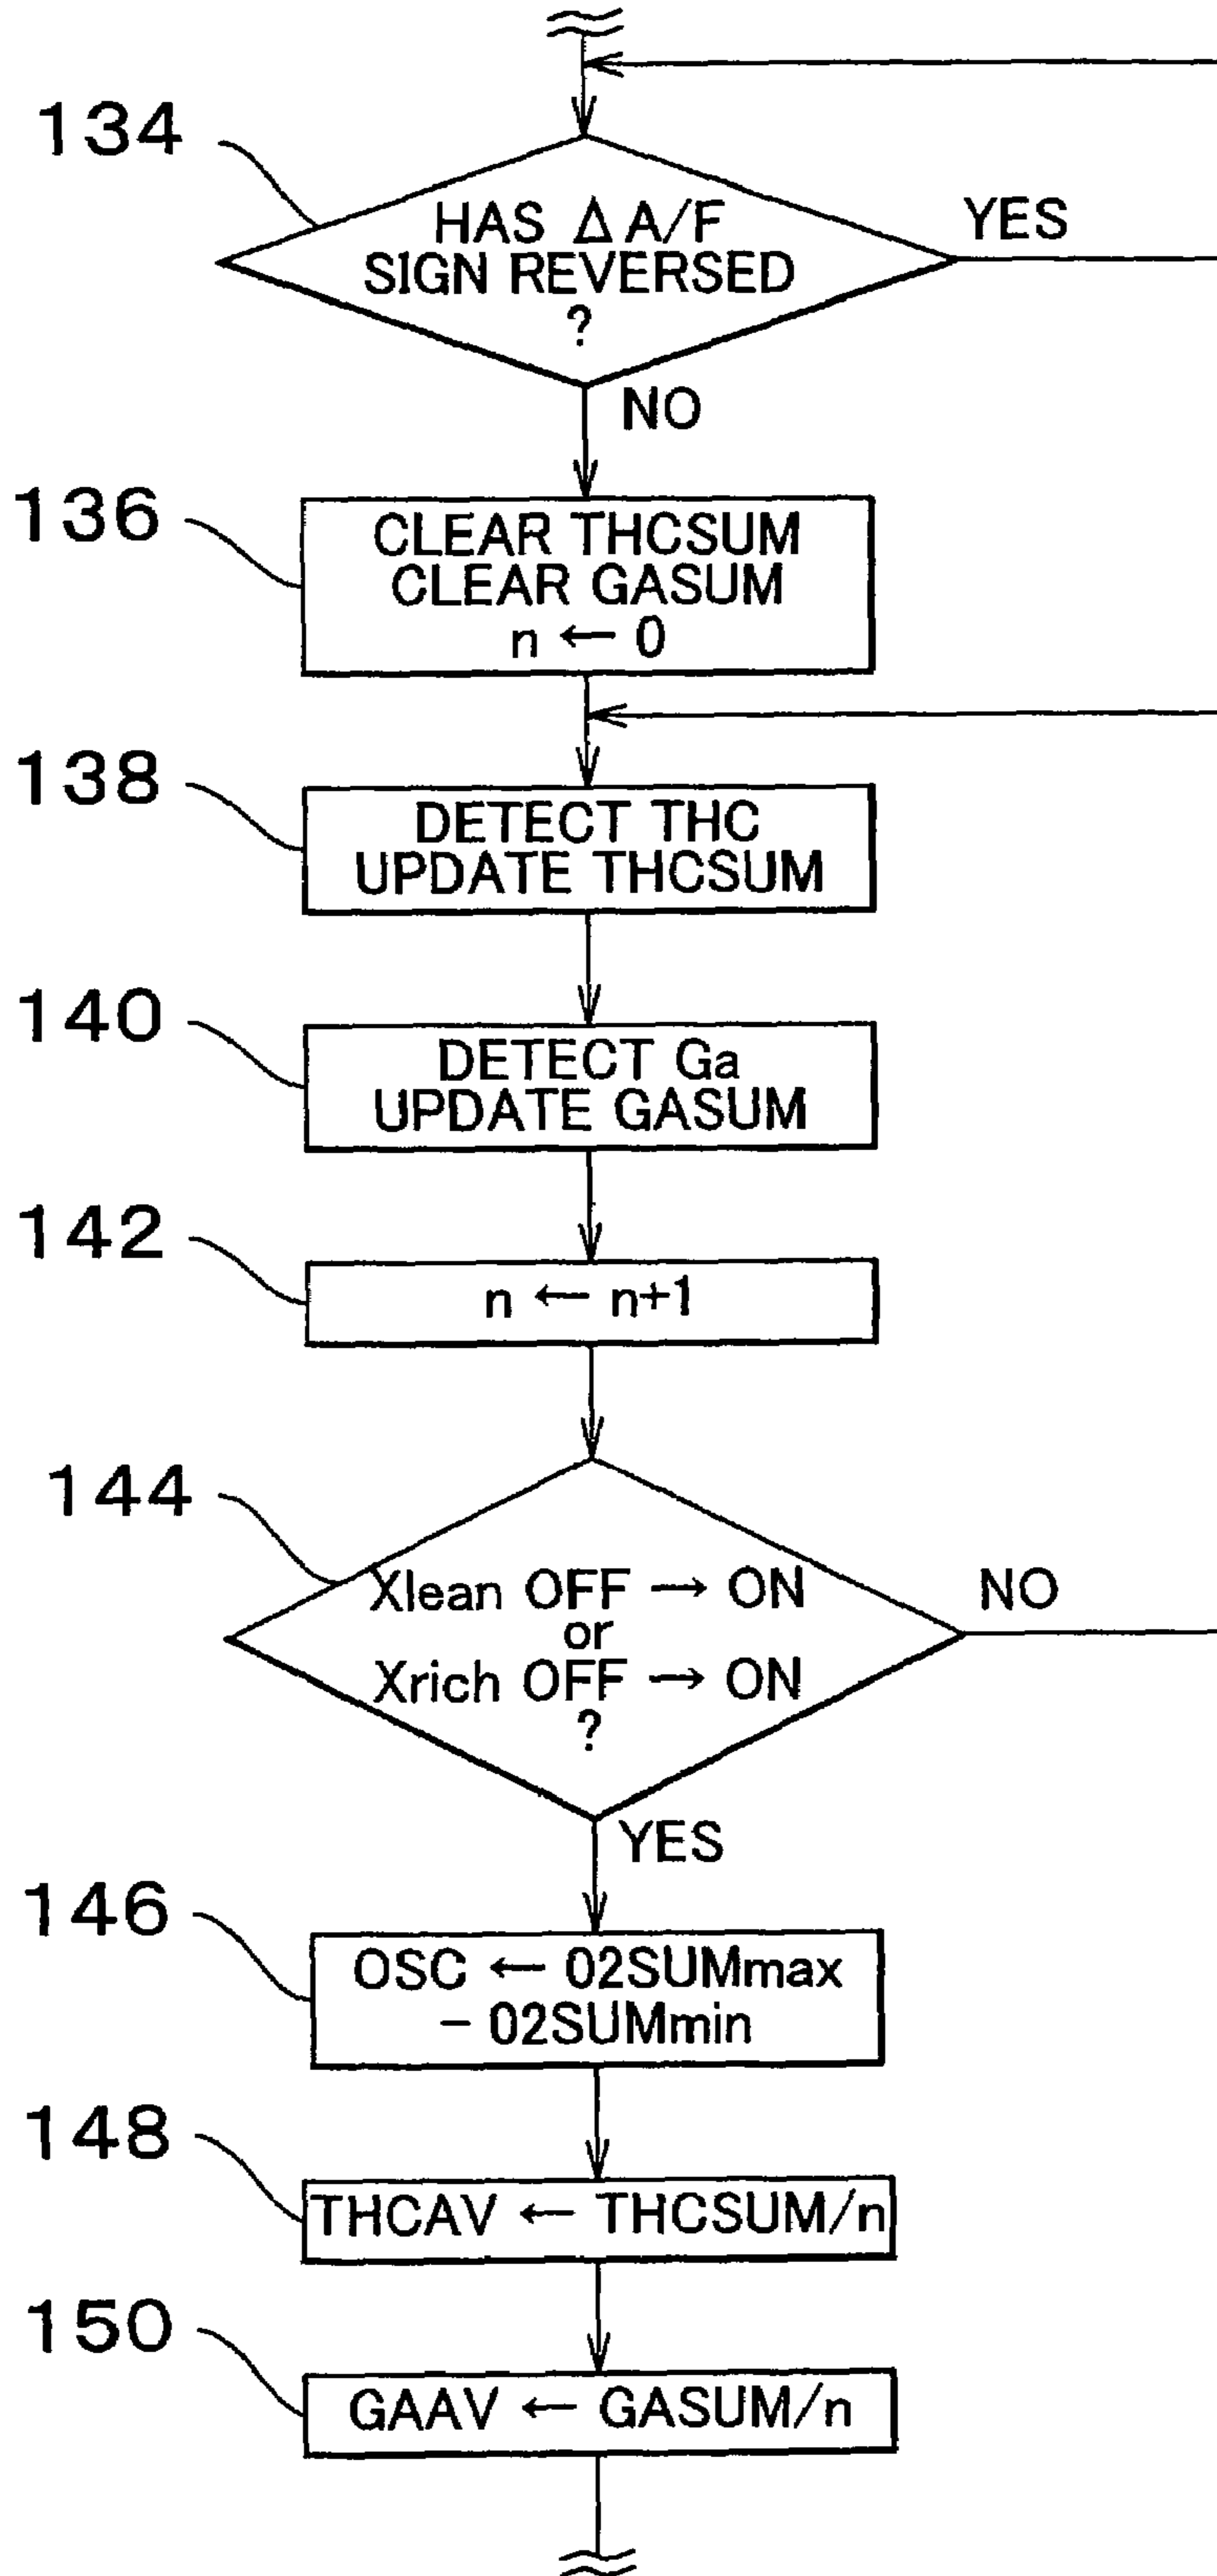 134
HAS Δ A/F
SIGN REVERSED
?
YES
NO
136
CLEAR THCSUM
CLEAR GASUM
n ← 0
138
DETECT THC
UPDATE THCSUM
140
DETECT Ga
UPDATE GASUM
142
n ← n+1
144
Xlean OFF → ON
or
Xrich OFF → ON
?
NO
YES
146
OSC ← 02SUMmax
- 02SUMmin
148
THCAV ← THCSUM/n
150
GAAV ← GASUM/n